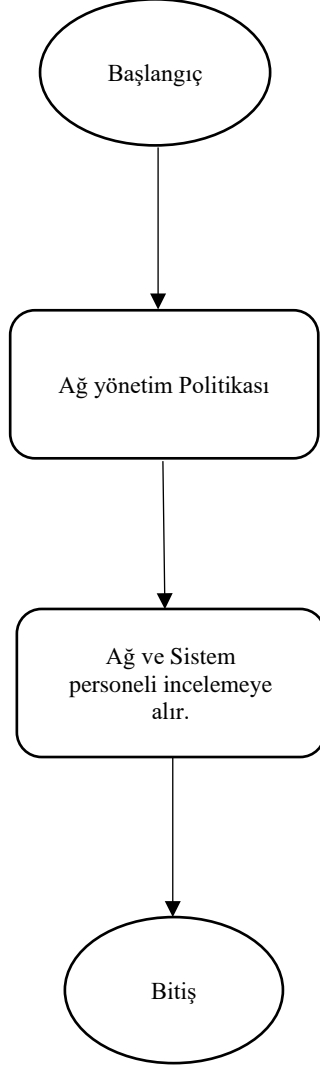 Başlangıç
Ağ yönetim Politikası
Ağ ve Sistem
personeli incelemeye
alır.
Bitiş